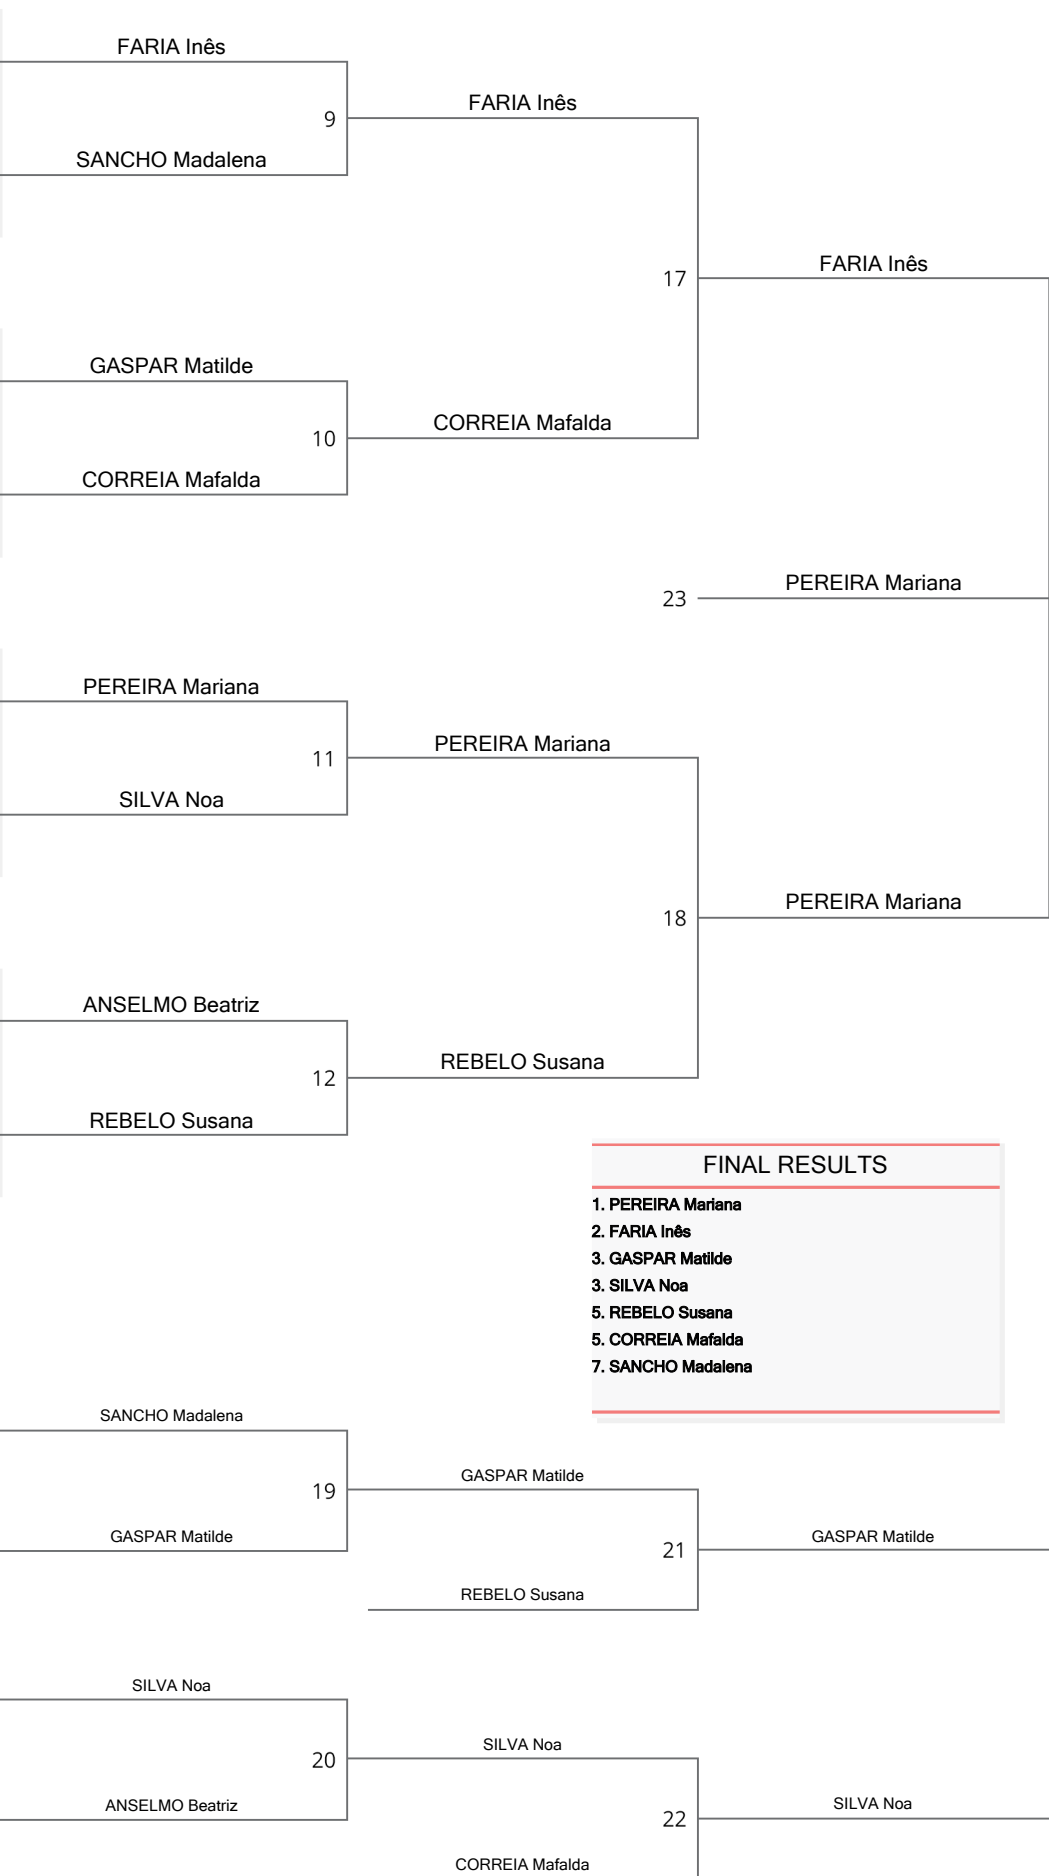 FARIA Inês
9
FARIA Inês
SANCHO Madalena
17
FARIA Inês
GASPAR Matilde
10
CORREIA Mafalda
CORREIA Mafalda
23
PEREIRA Mariana
PEREIRA Mariana
11
PEREIRA Mariana
SILVA Noa
18
PEREIRA Mariana
ANSELMO Beatriz
12
REBELO Susana
REBELO Susana
FINAL RESULTS
1. PEREIRA Mariana
2. FARIA Inês
3. GASPAR Matilde
3. SILVA Noa
5. REBELO Susana
5. CORREIA Mafalda
7. SANCHO Madalena
SANCHO Madalena
19
GASPAR Matilde
GASPAR Matilde
21
GASPAR Matilde
REBELO Susana
SILVA Noa
20
SILVA Noa
ANSELMO Beatriz
22
SILVA Noa
CORREIA Mafalda